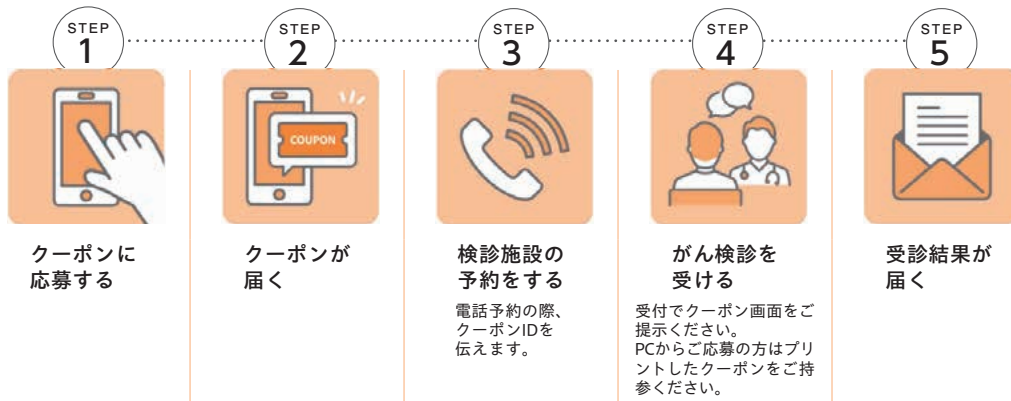 STEP
1
クーポンに
応募する
STEP
2
COUPON
クーポンが
届く
STEP
3
検診施設の
予約をする
電話予約の際、
クーポンIDを
伝えます。
STEP
4
がん検診を
受ける
受付でクーポン画面をご
提示ください。
PCからご応募の方はプリ
ントしたクーポンをご持
参ください。
STEP
5
受診結果が
届く